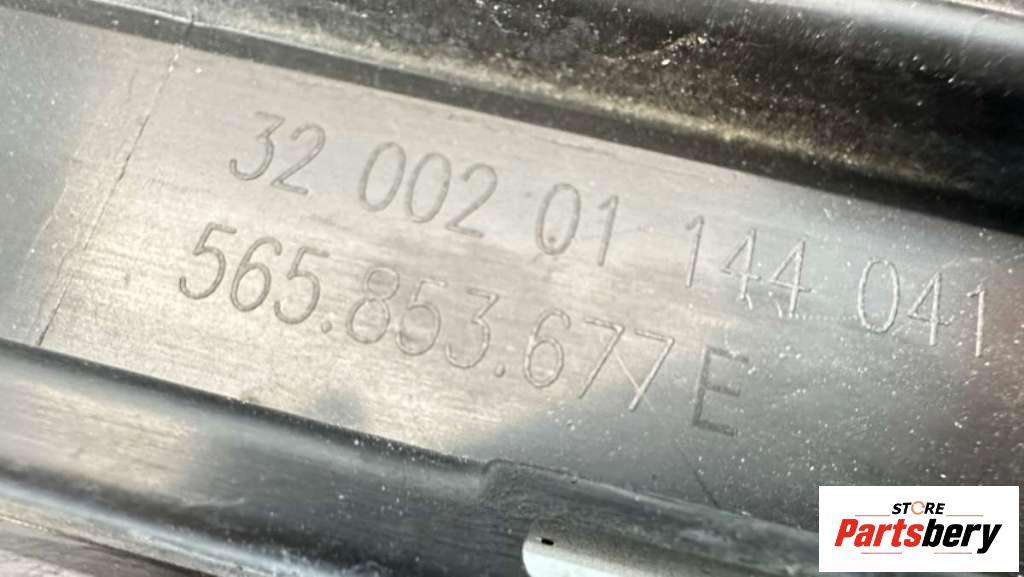 32 002 01 144 041
565.853.677 E
STORE
Partsbery